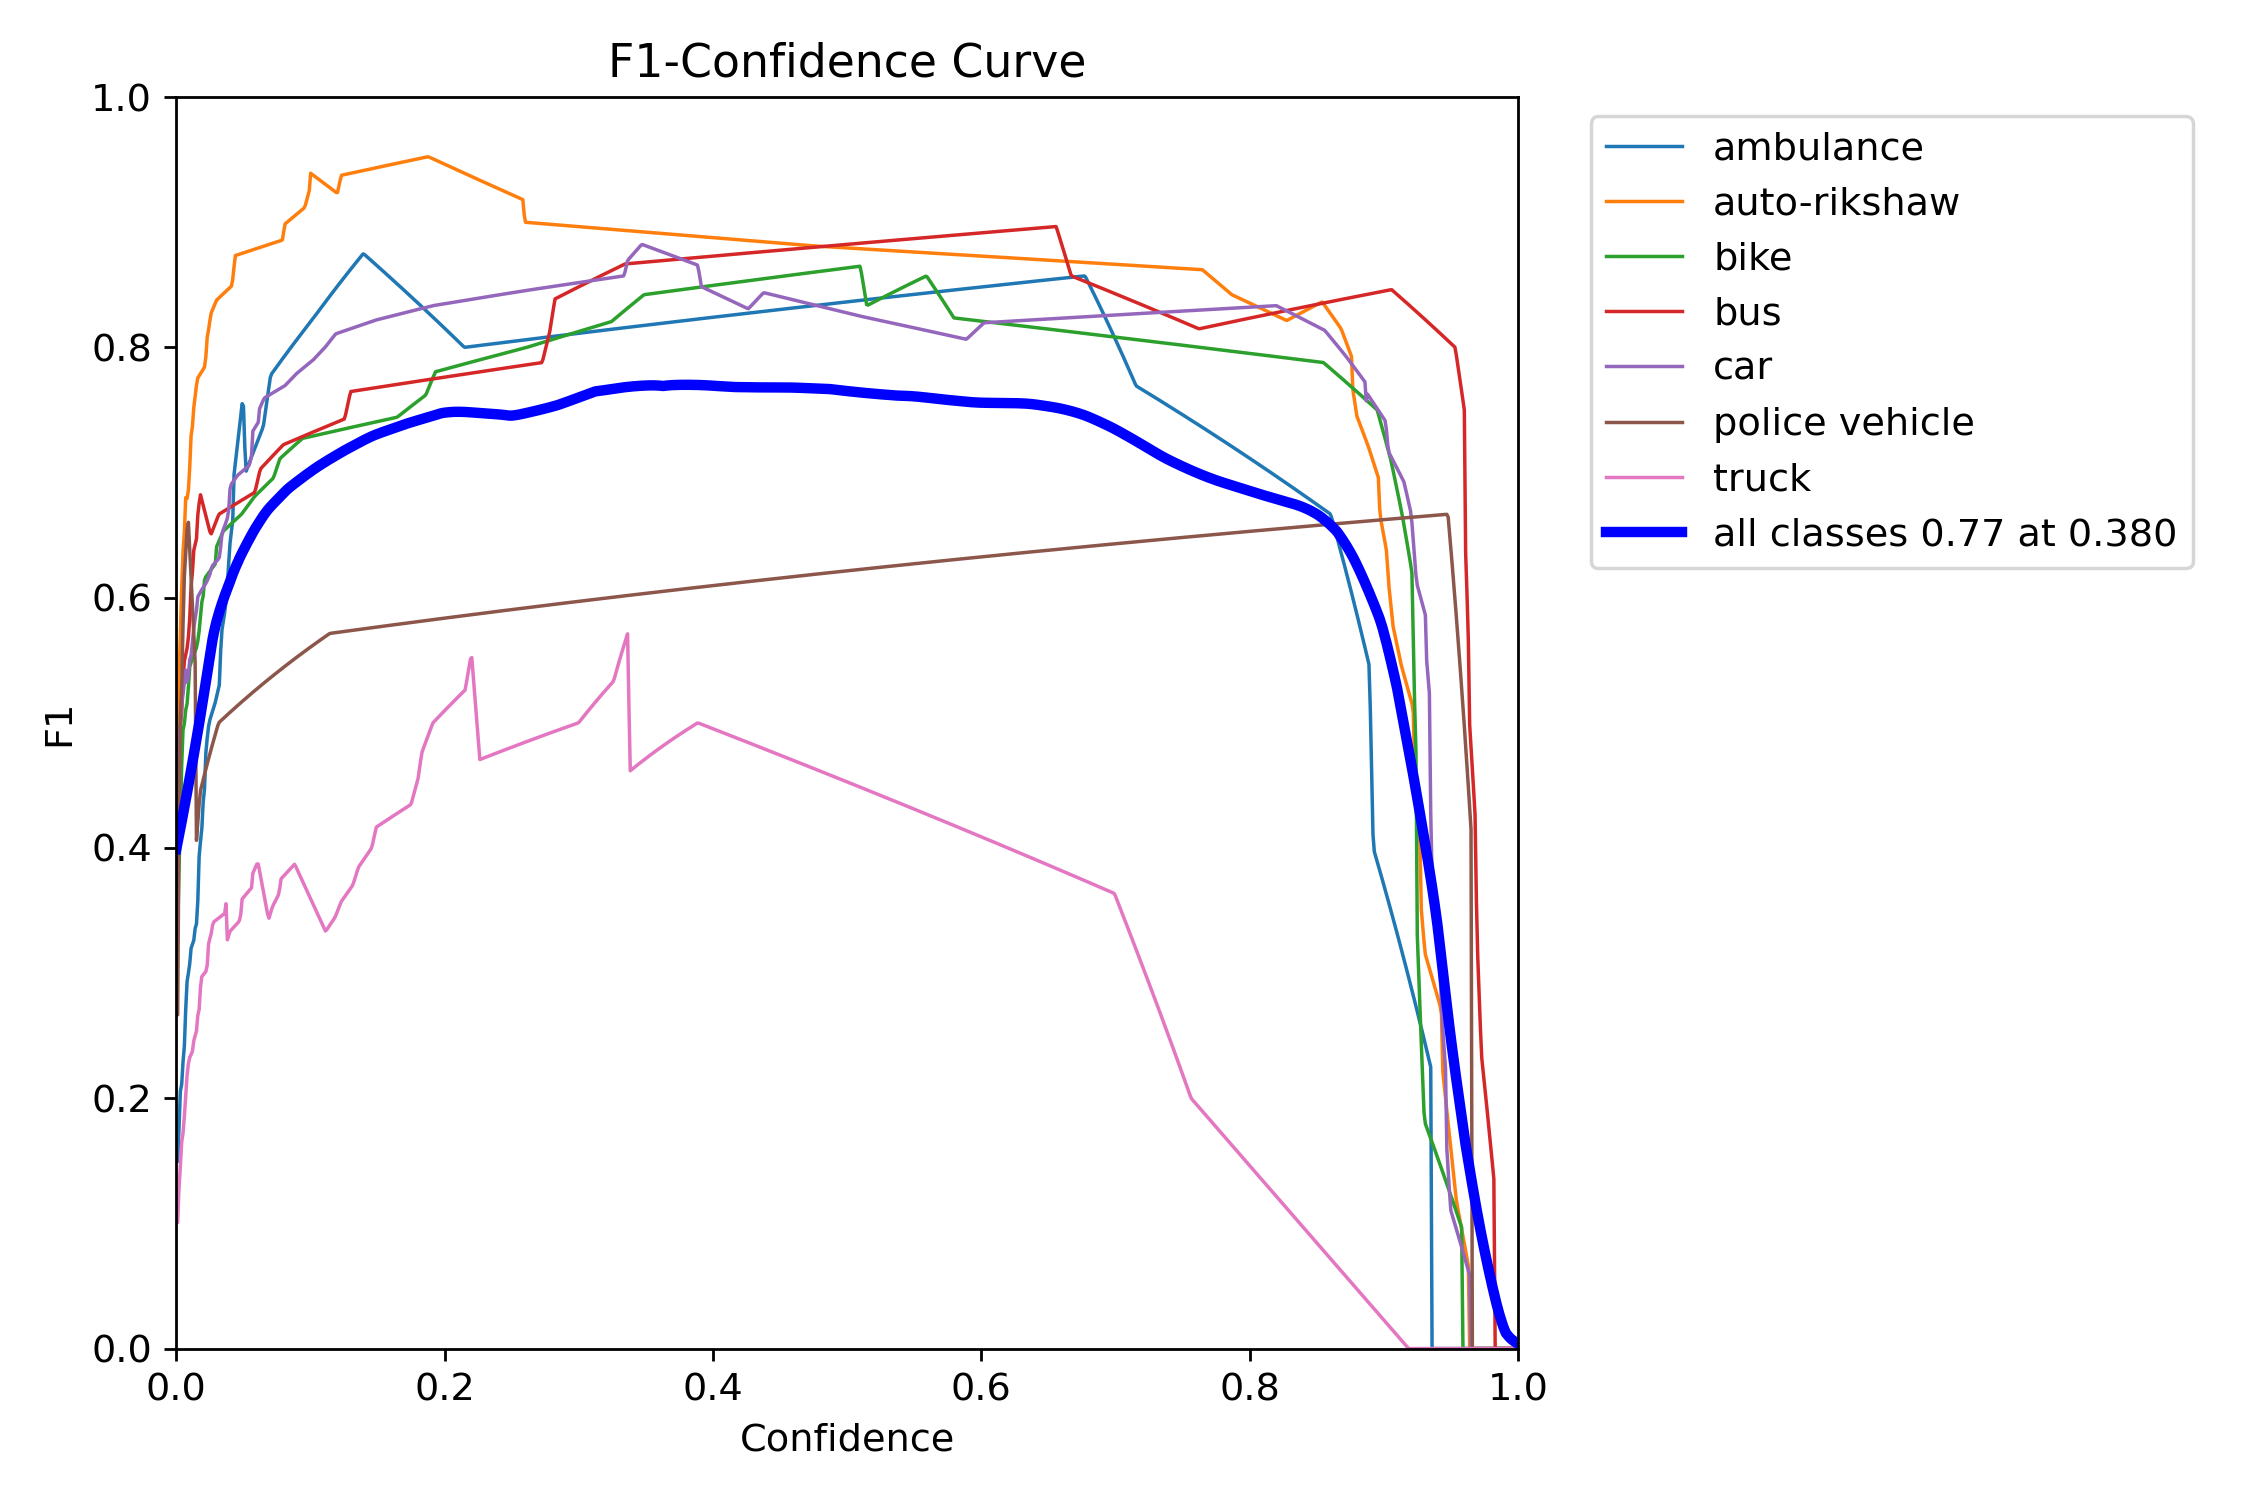 F1-Confidence Curve
1.0
0.8
0.6
0.4
0.2
0.0
F1
0.0 0.2 0.4 0.6 0.8 1.0
Confidence
ambulance
auto-rikshaw
bike
bus
car
police vehicle
truck
all classes 0.77 at 0.380